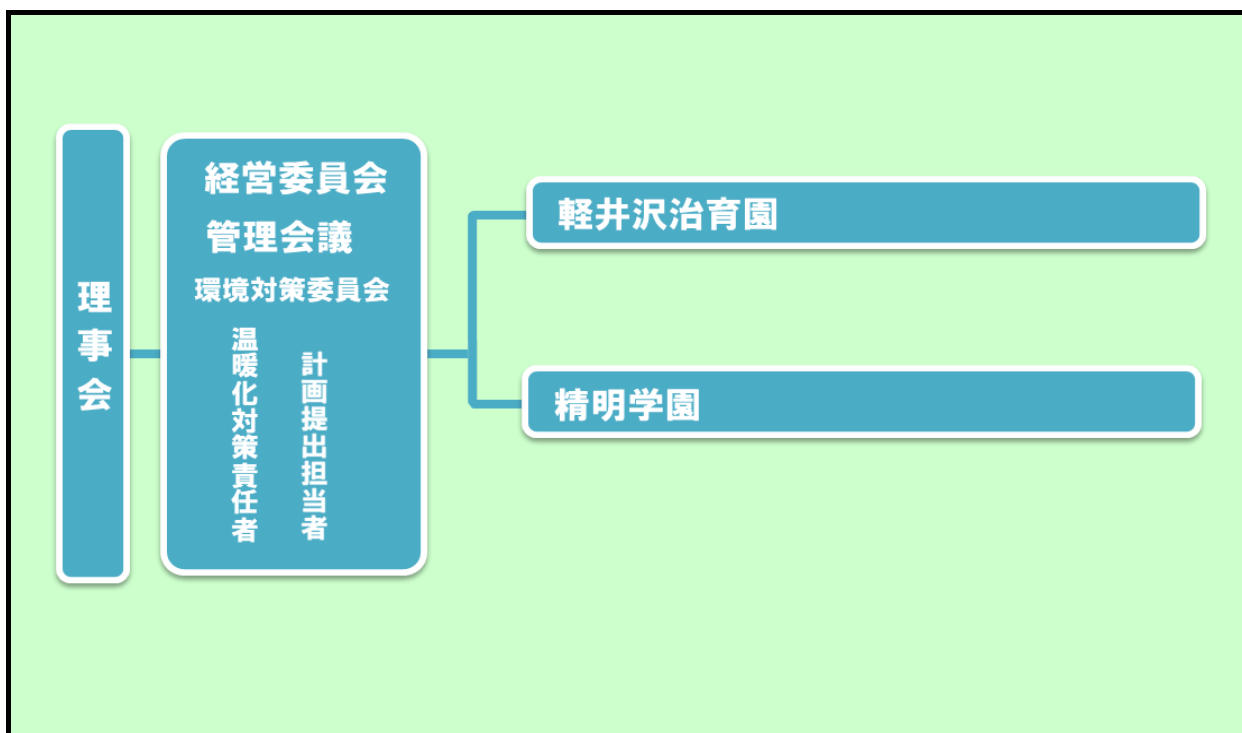 理事会
経営委員会
管理会議
環境対策委員会
温暖化対策責任者
計画提出担当者
軽井沢治育園
精明学園